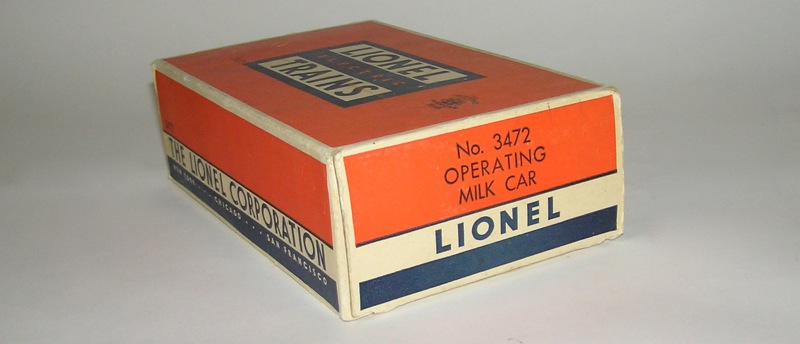 LIONEL
ELECTRIC
TRAINS
No. 3472
OPERATING
MILK CAR
LIONEL
THE LIONEL CORPORATION
NEW YORK · · · CHICAGO · · · SAN FRANCISCO